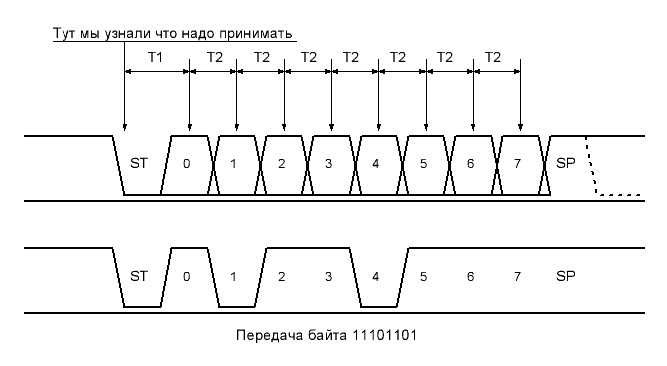 Тут мы узнали что надо принимать
T1 T2 T2 T2 T2 T2 T2 T2
ST 0 1 2 3 4 5 6 7 SP
ST 0 1 2 3 4 5 6 7 SP
Передача байта 11101101